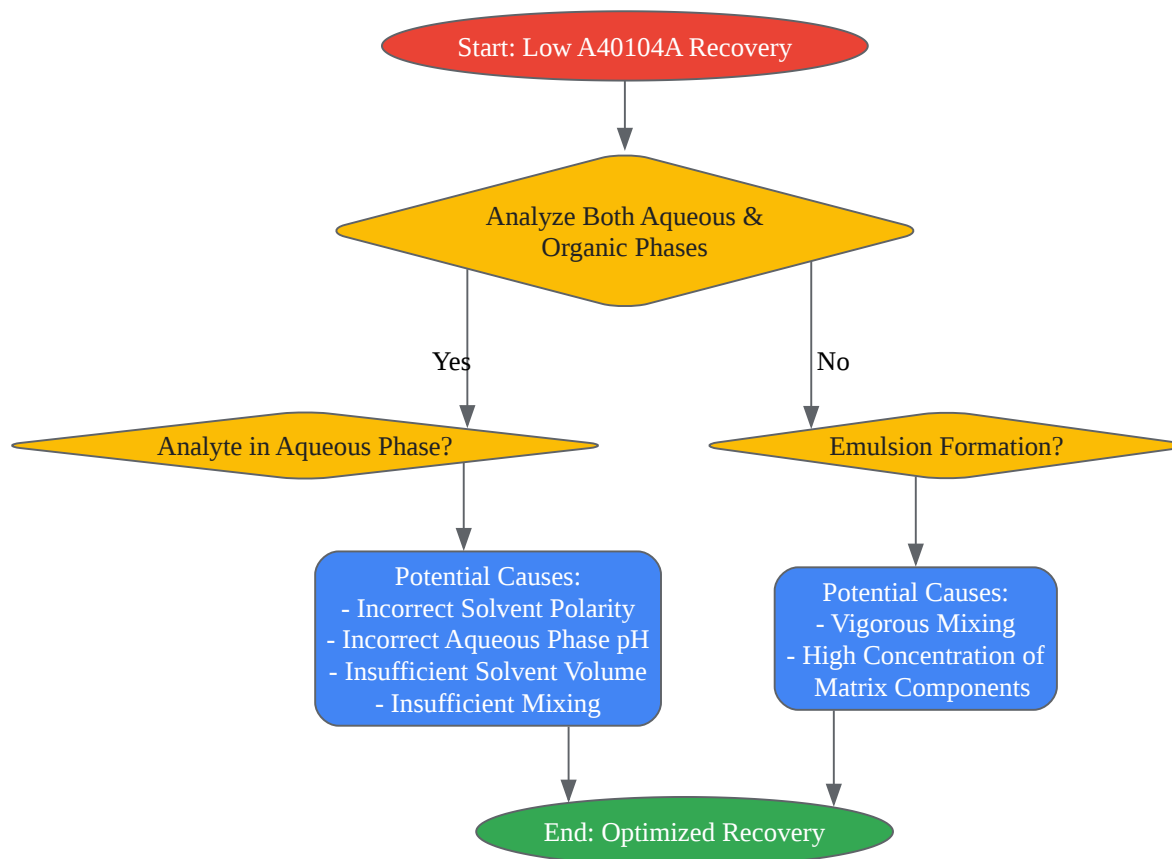 Start: Low A40104A Recovery
Analyze Both Aqueous &
Organic Phases
Yes
No
Analyte in Aqueous Phase?
Emulsion Formation?
Potential Causes:
- Incorrect Solvent Polarity
- Incorrect Aqueous Phase pH
- Insufficient Solvent Volume
- Insufficient Mixing
Potential Causes:
- Vigorous Mixing
- High Concentration of
Matrix Components
End: Optimized Recovery